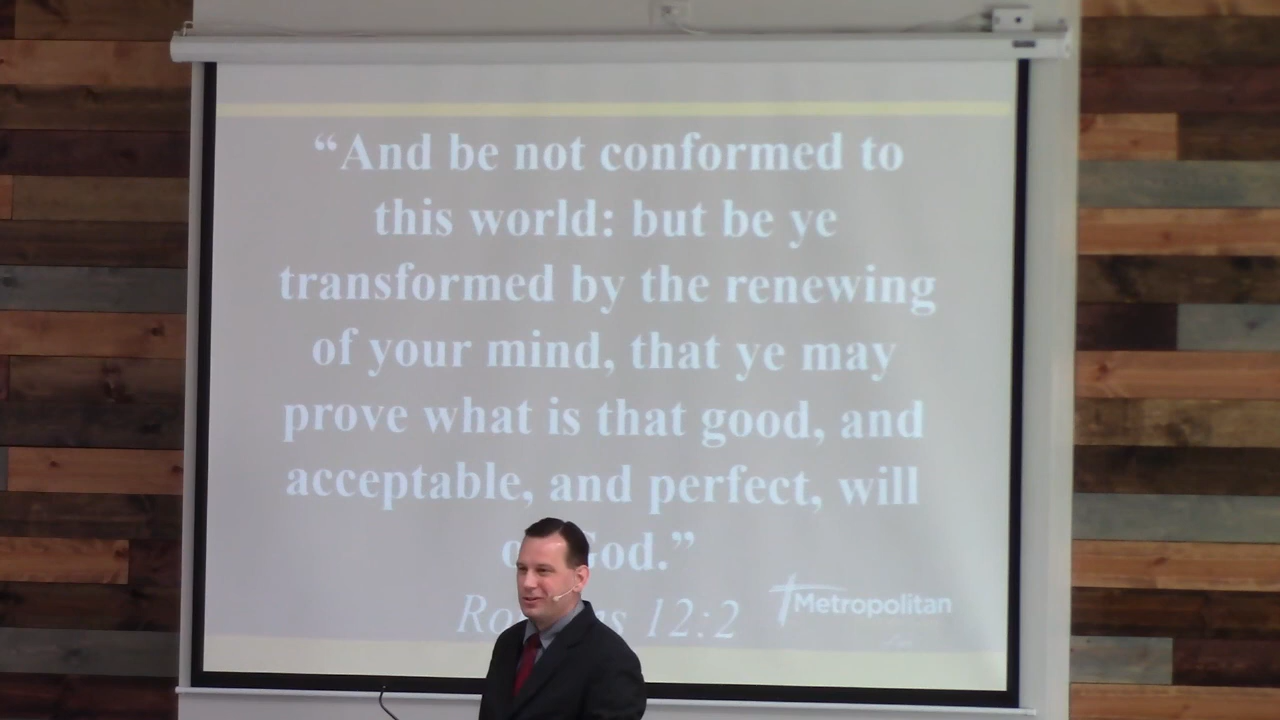 “And be not conformed to
this world: but be ye
transformed by the renewing
of your mind, that ye may
prove what is that good, and
acceptable, and perfect, will
God.”
12:2
Metropolitan